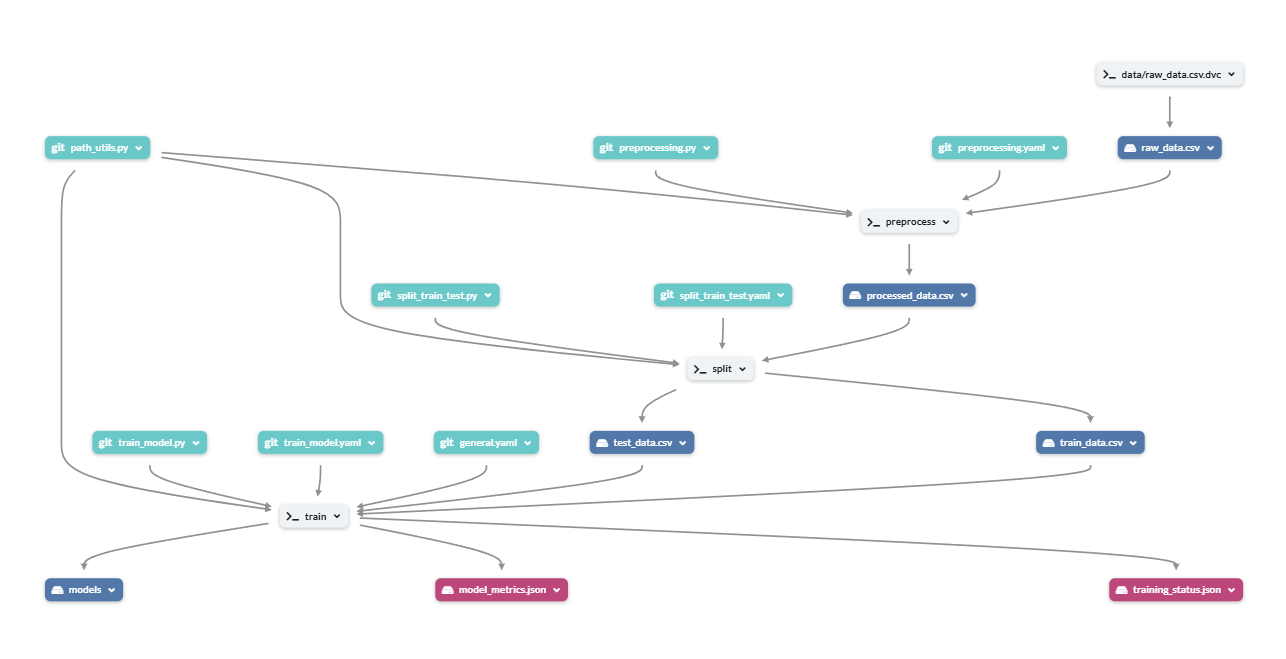 data/raw_data.csv.dvc
git path_utils.py
git preprocessing.py
git preprocessing.yaml
raw_data.csv
preprocess
git split_train_test.py
git split_train_test.yaml
processed_data.csv
split
git train_model.py
git train_model.yaml
git general.yaml
test_data.csv
train_data.csv
train
models
model_metrics.json
training_status.json